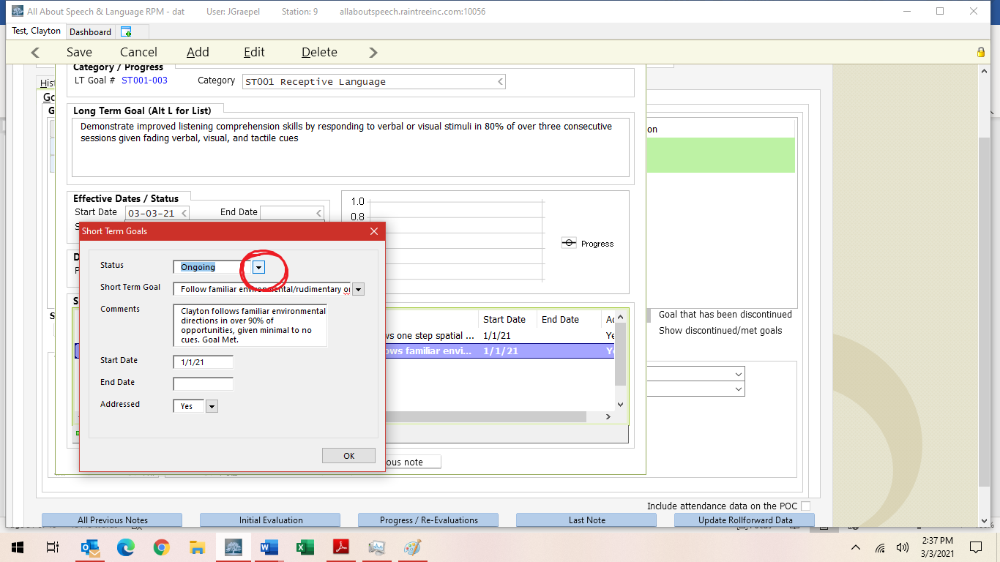 All About Speech & Language RPM - dat User: JGraepel Station: 9 allaboutspeech.raintreeinc.com:10056
Test, Clayton Dashboard
Save Cancel Add Edit Delete
Category / Progress
LT Goal # ST001-003 Category ST001 Receptive Language
Long Term Goal (Alt L for List)
Demonstrate improved listening comprehension skills by responding to verbal or visual stimuli in 80% of over three consecutive
sessions given fading verbal, visual, and tactile cues
on
Effective Dates / Status
Start Date 03-03-21 End Date
1.0
0.8
Progress
Short Term Goals
Status Ongoing
Short Term Goal Follow familiar environmental/rudimentary
Comments Clayton follows familiar environmental
directions in over 90% of
opportunities, given minimal to no
cues. Goal Met.
Start Date 1/1/21
End Date
Addressed Yes
OK
Start Date End Date
ws one step spatial ... 1/1/21
ows familiar envi... 1/1/21
Goal that has been discontinued
Show discontinued/met goals
ous note
Include attendance data on the POC
All Previous Notes Initial Evaluation Progress / Re-Evaluations Last Note Update Rollforward Data
2:37 PM
3/3/2021